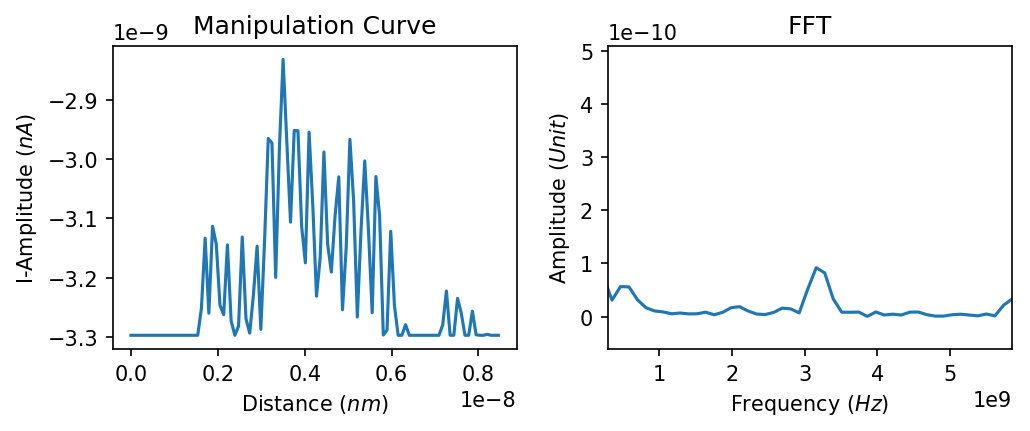 Manipulation Curve
1e−9
I-Amplitude (nA)
−2.9
−3.0
−3.1
−3.2
−3.3
0.0 0.2 0.4 0.6 0.8
1e−8
Distance (nm)
FFT
1e−10
Amplitude (Unit)
5
4
3
2
1
0
1 2 3 4 5
1e9
Frequency (Hz)